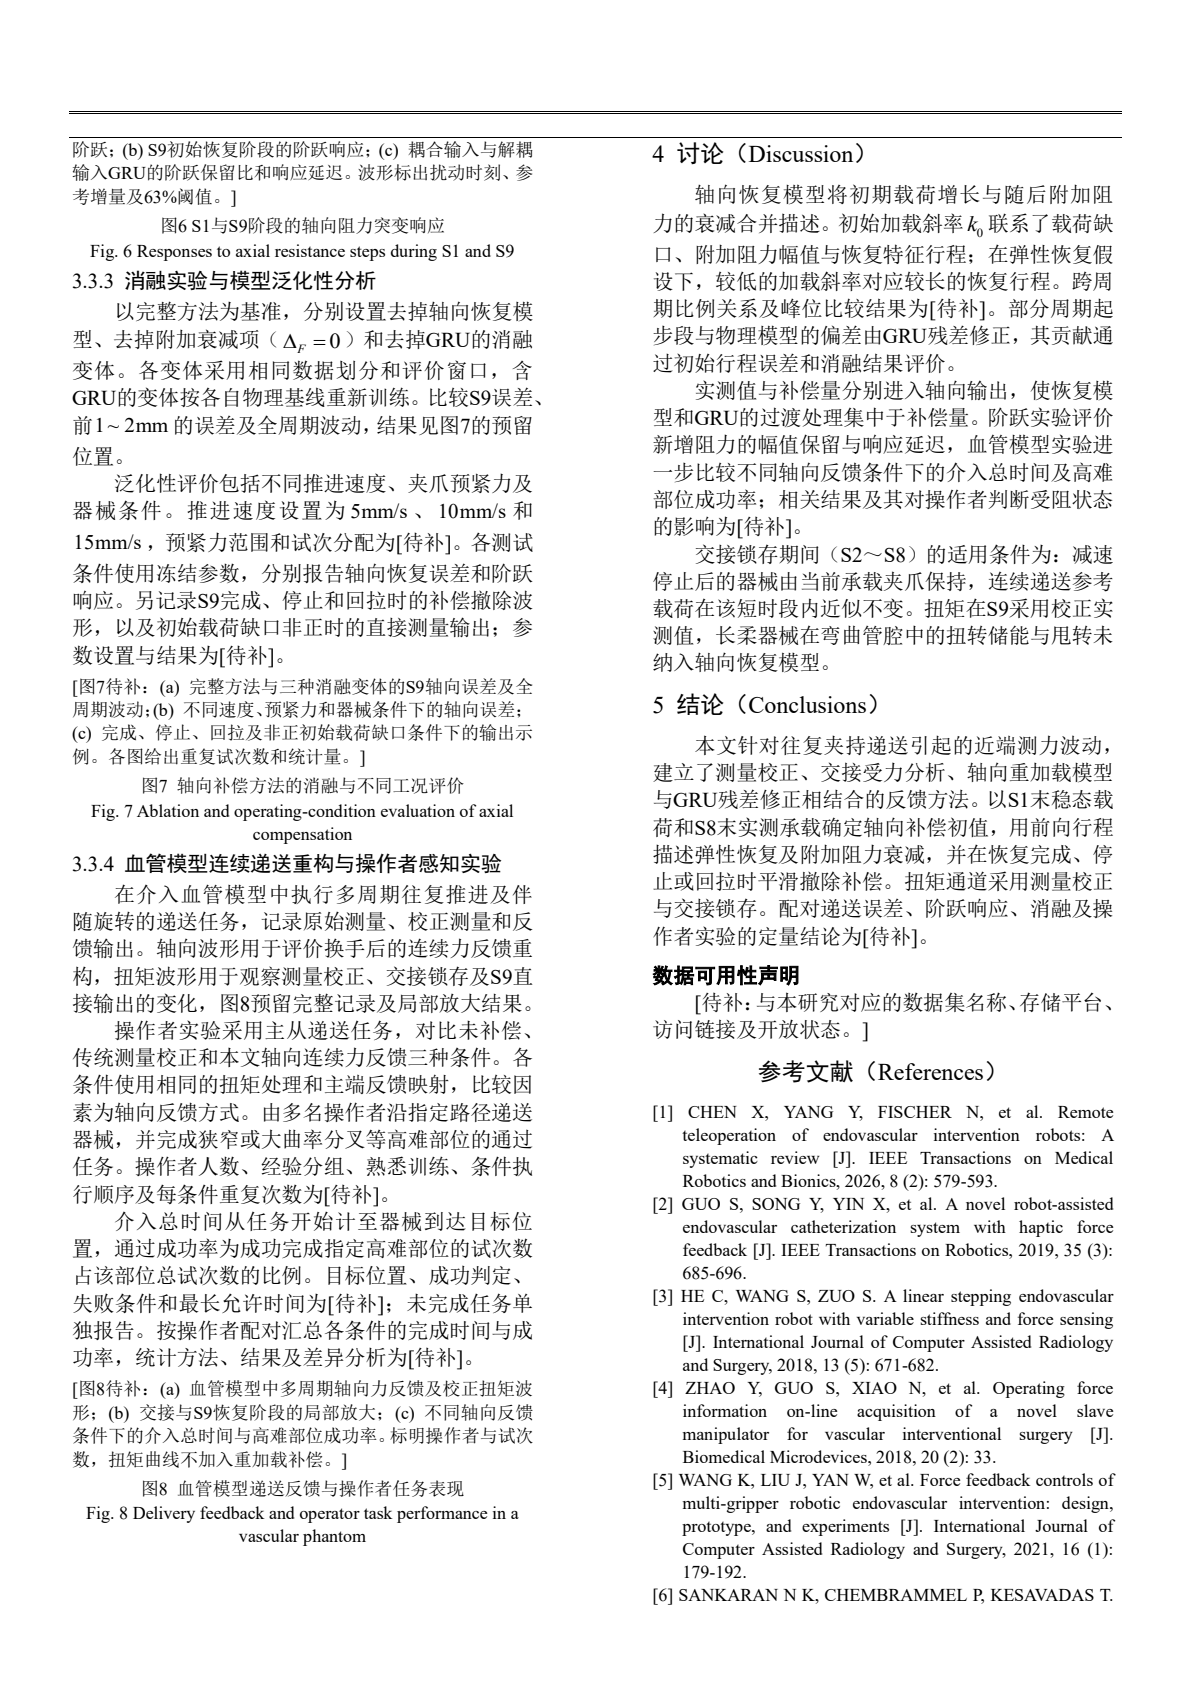 阶跃；(b) S9初始恢复阶段的阶跃响应；(c) 耦合输入与解耦
输入GRU的阶跃保留比和响应延迟。波形标出扰动时刻、参
考增量及63%阈值。]
图6 S1与S9阶段的轴向阻力突变响应
Fig. 6 Responses to axial resistance steps during S1 and S9
3.3.3 消融实验与模型泛化性分析
以完整方法为基准，分别设置去掉轴向恢复模
型、去掉附加衰减项（ΔF =0）和去掉GRU的消融
变体。各变体采用相同数据划分和评价窗口，含
GRU的变体按各自物理基线重新训练。比较S9误差、
前1~2mm 的误差及全周期波动，结果见图7的预留
位置。
泛化性评价包括不同推进速度、夹爪预紧力及
器械条件。推进速度设置为 5mm/s 、 10mm/s 和
15mm/s ，预紧力范围和试次分配为[待补]。各测试
条件使用冻结参数，分别报告轴向恢复误差和阶跃
响应。另记录S9完成、停止和回拉时的补偿撤除波
形，以及初始载荷缺口非正时的直接测量输出；参
数设置与结果为[待补]。
[图7待补：(a) 完整方法与三种消融变体的S9轴向误差及全
周期波动；(b) 不同速度、预紧力和器械条件下的轴向误差；
(c) 完成、停止、回拉及非正初始载荷缺口条件下的输出示
例。各图给出重复试次数和统计量。]
图7 轴向补偿方法的消融与不同工况评价
Fig. 7 Ablation and operating-condition evaluation of axial
compensation
3.3.4 血管模型连续递送重构与操作者感知实验
在介入血管模型中执行多周期往复推进及伴
随旋转的递送任务，记录原始测量、校正测量和反
馈输出。轴向波形用于评价换手后的连续力反馈重
构，扭矩波形用于观察测量校正、交接锁存及S9直
接输出的变化，图8预留完整记录及局部放大结果。
操作者实验采用主从递送任务，对比未补偿、
传统测量校正和本文轴向连续力反馈三种条件。各
条件使用相同的扭矩处理和主端反馈映射，比较因
素为轴向反馈方式。由多名操作者沿指定路径递送
器械，并完成狭窄或大曲率分叉等高难部位的通过
任务。操作者人数、经验分组、熟悉训练、条件执
行顺序及每条件重复次数为[待补]。
介入总时间从任务开始计至器械到达目标位
置，通过成功率为成功完成指定高难部位的试次数
占该部位总试次数的比例。目标位置、成功判定、
失败条件和最长允许时间为[待补]；未完成任务单
独报告。按操作者配对汇总各条件的完成时间与成
功率，统计方法、结果及差异分析为[待补]。
[图8待补：(a) 血管模型中多周期轴向力反馈及校正扭矩波
形；(b) 交接与S9恢复阶段的局部放大；(c) 不同轴向反馈
条件下的介入总时间与高难部位成功率。标明操作者与试次
数，扭矩曲线不加入重加载补偿。]
图8 血管模型递送反馈与操作者任务表现
Fig. 8 Delivery feedback and operator task performance in a
vascular phantom
4 讨论（Discussion）
轴向恢复模型将初期载荷增长与随后附加阻
力的衰减合并描述。初始加载斜率 k0 联系了载荷缺
口、附加阻力幅值与恢复特征行程；在弹性恢复假
设下，较低的加载斜率对应较长的恢复行程。跨周
期比例关系及峰位比较结果为[待补]。部分周期起
步段与物理模型的偏差由GRU残差修正，其贡献通
过初始行程误差和消融结果评价。
实测值与补偿量分别进入轴向输出，使恢复模
型和GRU的过渡处理集中于补偿量。阶跃实验评价
新增阻力的幅值保留与响应延迟，血管模型实验进
一步比较不同轴向反馈条件下的介入总时间及高难
部位成功率；相关结果及其对操作者判断受阻状态
的影响为[待补]。
交接锁存期间（S2～S8）的适用条件为：减速
停止后的器械由当前承载夹爪保持，连续递送参考
载荷在该短时段内近似不变。扭矩在S9采用校正实
测值，长柔器械在弯曲管腔中的扭转储能与甩转未
纳入轴向恢复模型。
5 结论（Conclusions）
本文针对往复夹持递送引起的近端测力波动，
建立了测量校正、交接受力分析、轴向重加载模型
与GRU残差修正相结合的反馈方法。以S1末稳态载
荷和S8末实测承载确定轴向补偿初值，用前向行程
描述弹性恢复及附加阻力衰减，并在恢复完成、停
止或回拉时平滑撤除补偿。扭矩通道采用测量校正
与交接锁存。配对递送误差、阶跃响应、消融及操
作者实验的定量结论为[待补]。
数据可用性声明
[待补：与本研究对应的数据集名称、存储平台、
访问链接及开放状态。]
参考文献（References）
[1] CHEN X, YANG Y, FISCHER N, et al. Remote
teleoperation of endovascular intervention robots: A
systematic review [J]. IEEE Transactions on Medical
Robotics and Bionics, 2026, 8 (2): 579-593.
[2] GUO S, SONG Y, YIN X, et al. A novel robot-assisted
endovascular catheterization system with haptic force
feedback [J]. IEEE Transactions on Robotics, 2019, 35 (3):
685-696.
[3] HE C, WANG S, ZUO S. A linear stepping endovascular
intervention robot with variable stiffness and force sensing
[J]. International Journal of Computer Assisted Radiology
and Surgery, 2018, 13 (5): 671-682.
[4] ZHAO Y, GUO S, XIAO N, et al. Operating force
information on-line acquisition of a novel slave
manipulator for vascular interventional surgery [J].
Biomedical Microdevices, 2018, 20 (2): 33.
[5] WANG K, LIU J, YAN W, et al. Force feedback controls of
multi-gripper robotic endovascular intervention: design,
prototype, and experiments [J]. International Journal of
Computer Assisted Radiology and Surgery, 2021, 16 (1):
179-192.
[6] SANKARAN N K, CHEMBRAMMEL P, KESAVADAS T.